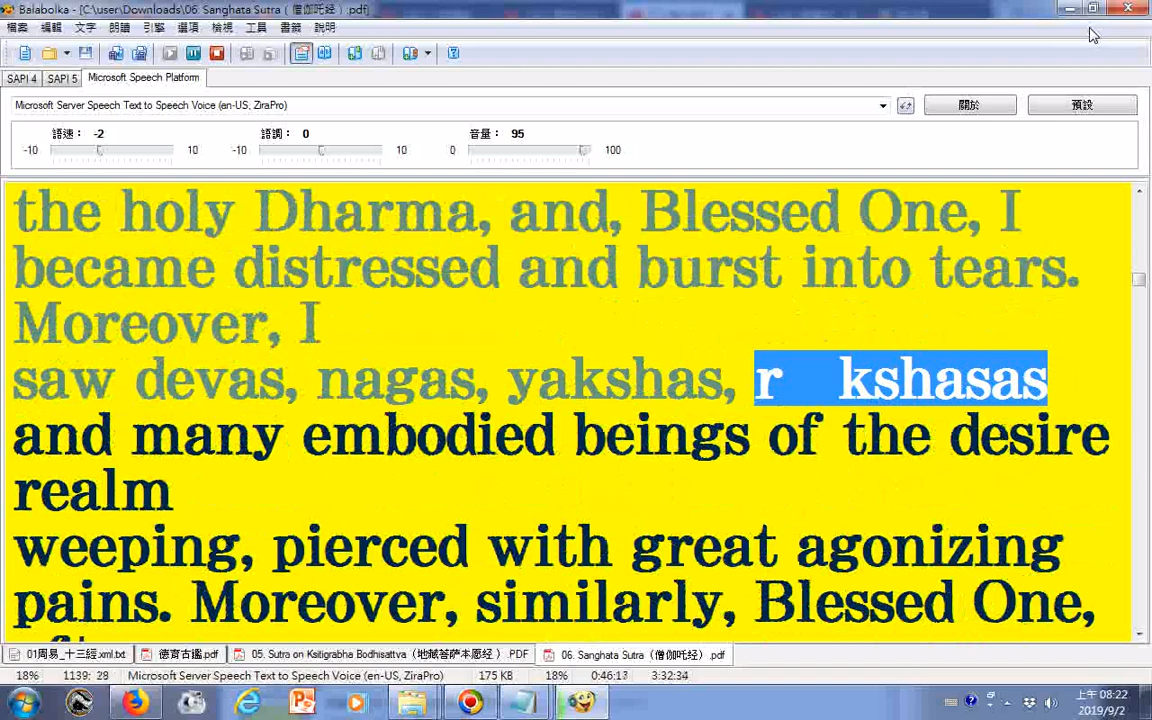 Balabolka - [C:\user\Downloads\06. Sanghata Sutra (僧伽吒经).pdf]
檔案 編輯 文字 朗讀 引擎 選項 檢視 工具 書籤 說明
SAPI 4 SAPI 5 Microsoft Speech Platform
Microsoft Server Speech Text to Speech Voice (en-US, ZiraPro) 關於 預設
語速： -2 語調： 0 音量： 95
-10 10 -10 10 0 100
the holy Dharma, and, Blessed One, I
became distressed and burst into tears.
Moreover, I
saw devas, nagas, yakshas, r kshasas
and many embodied beings of the desire
realm
weeping, pierced with great agonizing
pains. Moreover, similarly, Blessed One,
01周易_十三經.xml.txt 德育古鑑.pdf 05. Sutra on Ksitigrabha Bodhisattva（地藏菩萨本愿经）.PDF 06. Sanghata Sutra（僧伽吒经）.pdf
18% 1139: 28 Microsoft Server Speech Text to Speech Voice (en-US, ZiraPro) 175 KB 18% 0:46:13 3:32:34
上午 08:22
2019/9/2